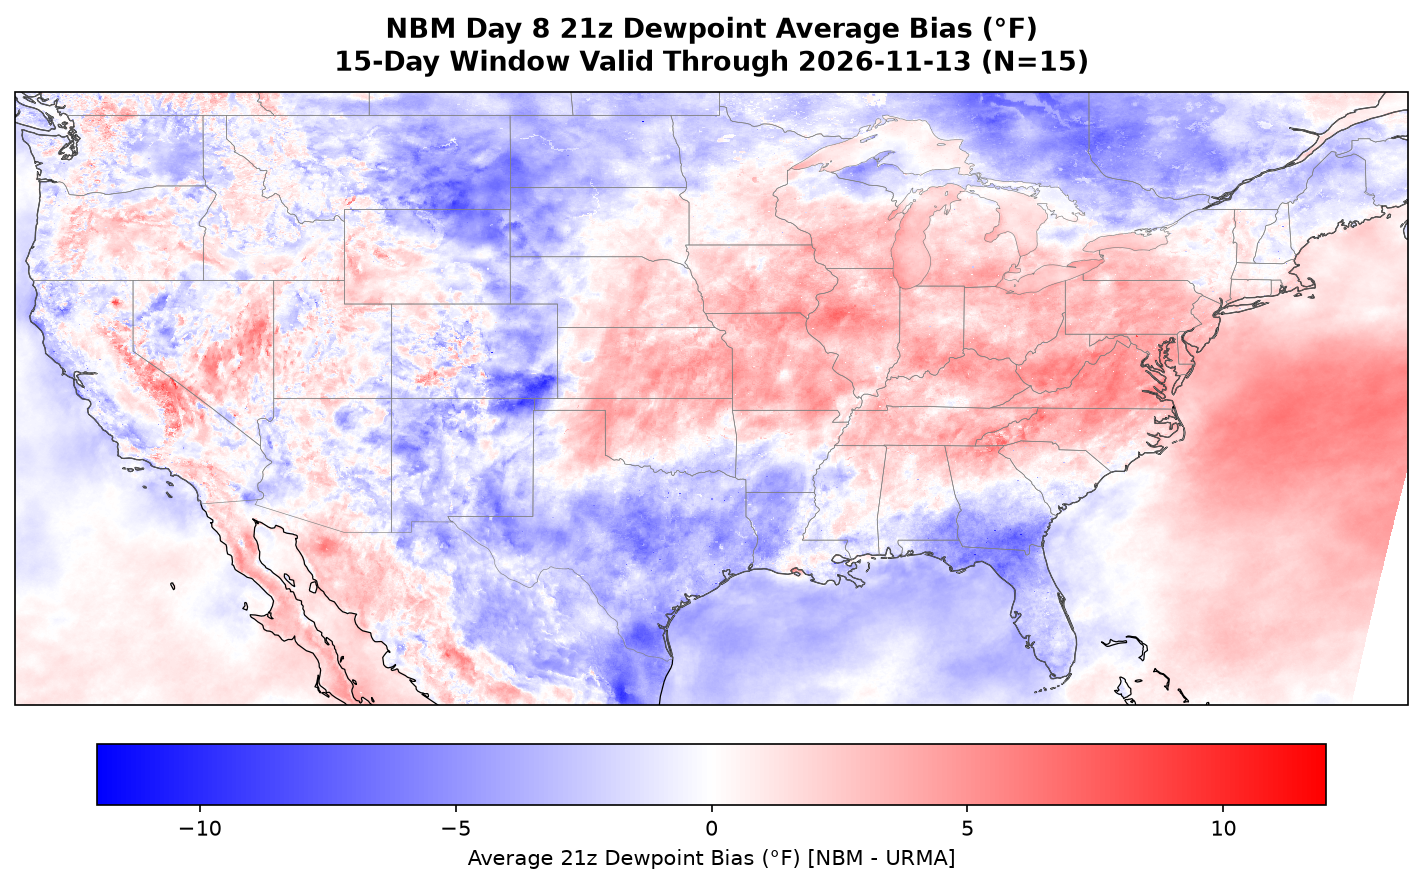 NBM Day 8 21z Dewpoint Average Bias (°F)
15-Day Window Valid Through 2026-11-13 (N=15)
−10 −5 0 5 10
Average 21z Dewpoint Bias (°F) [NBM - URMA]